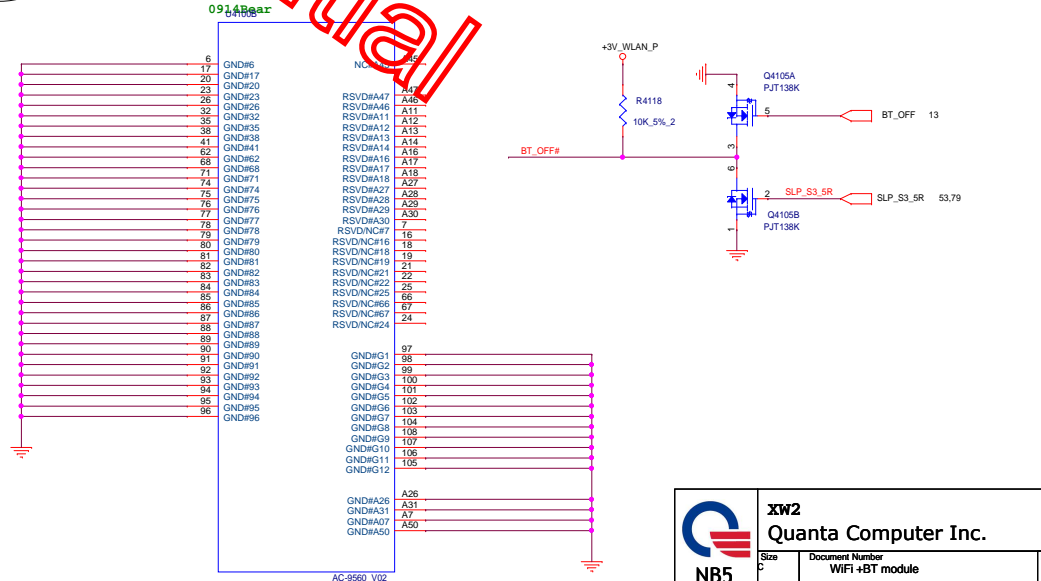 0914Bear
U4100B
6 GND#6
17 GND#17
20 GND#20
23 GND#23
26 GND#26
32 GND#32
35 GND#35
38 GND#38
41 GND#41
62 GND#62
68 GND#68
71 GND#71
74 GND#74
75 GND#75
76 GND#76
77 GND#77
78 GND#78
79 GND#79
80 GND#80
81 GND#81
82 GND#82
83 GND#83
84 GND#84
85 GND#85
86 GND#86
87 GND#87
88 GND#88
89 GND#89
90 GND#90
91 GND#91
92 GND#92
93 GND#93
94 GND#94
95 GND#95
96 GND#96
RSVD#A47 A47
RSVD#A46 A46
RSVD#A11 A11
RSVD#A12 A12
RSVD#A13 A13
RSVD#A14 A14
RSVD#A16 A16
RSVD#A17 A17
RSVD#A18 A18
RSVD#A27 A27
RSVD#A28 A28
RSVD#A29 A29
RSVD#A30 A30
RSVD/NC#7 7
RSVD/NC#16 16
RSVD/NC#18 18
RSVD/NC#19 19
RSVD/NC#21 21
RSVD/NC#22 22
RSVD/NC#25 25
RSVD/NC#66 66
RSVD/NC#67 67
RSVD/NC#24 24
GND#G1 97
GND#G2 98
GND#G3 99
GND#G4 100
GND#G5 101
GND#G6 102
GND#G7 103
GND#G8 104
GND#G9 108
GND#G10 107
GND#G11 106
GND#G12 105
GND#A26 A26
GND#A31 A31
GND#A07 A7
GND#A50 A50
AC-9560_V02
+3V_WLAN_P
R4118
10K_5%_2
BT_OFF#
Q4105A
PJT138K
4
5
3
BT_OFF 13
6
2
SLP_S3_5R
SLP_S3_5R 53,79
Q4105B
PJT138K
1
XW2
Quanta Computer Inc.
NB5
Size
C
Document Number
WiFi +BT module